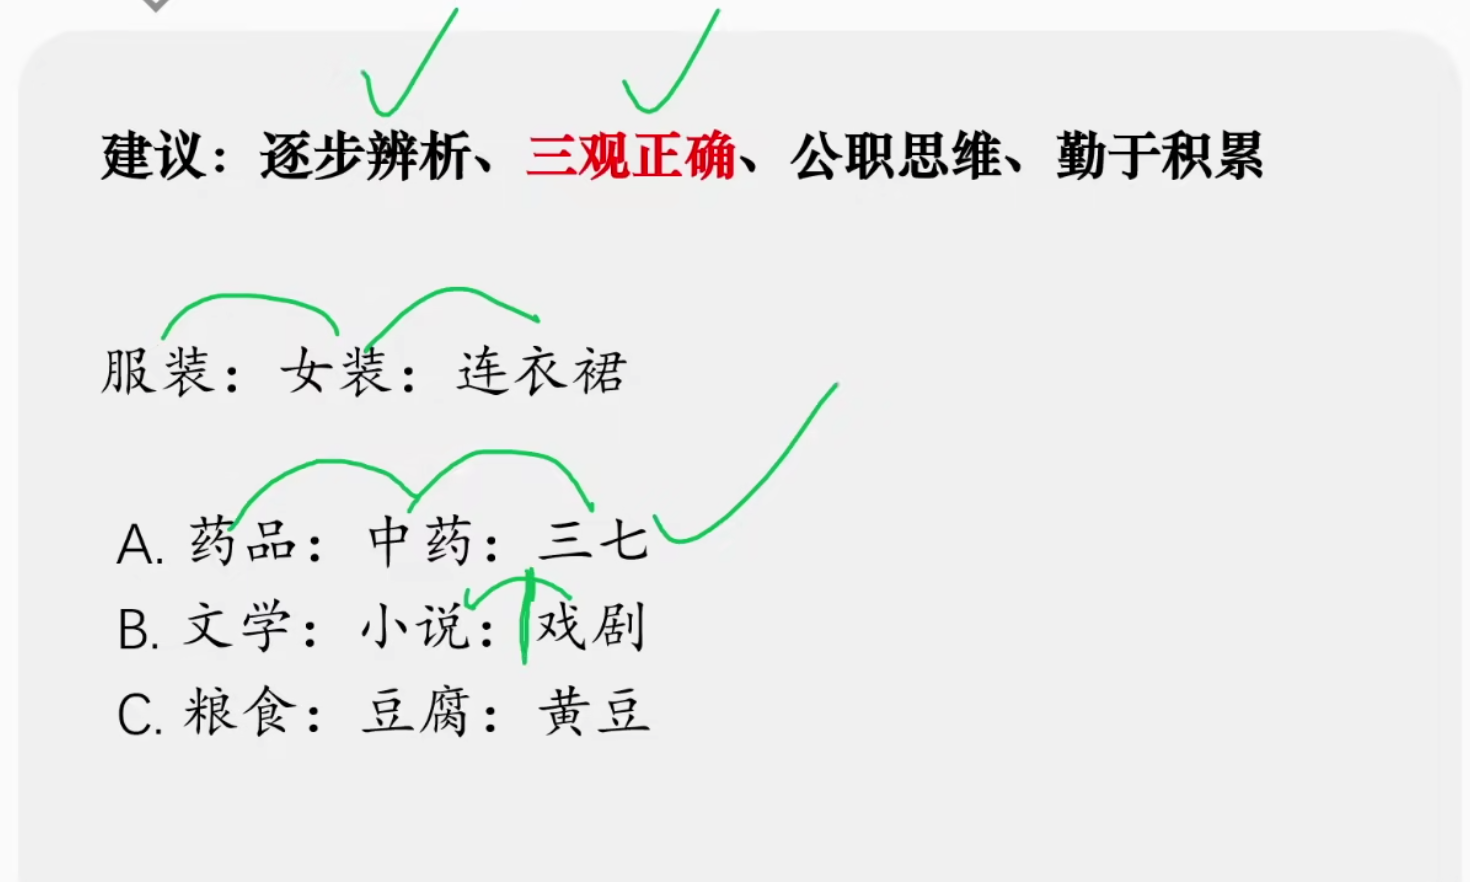 建议：逐步辨析、三观正确、公职思维、勤于积累
服装：女装：连衣裙
A. 药品：中药：三七
B. 文学：小说：戏剧
C. 粮食：豆腐：黄豆